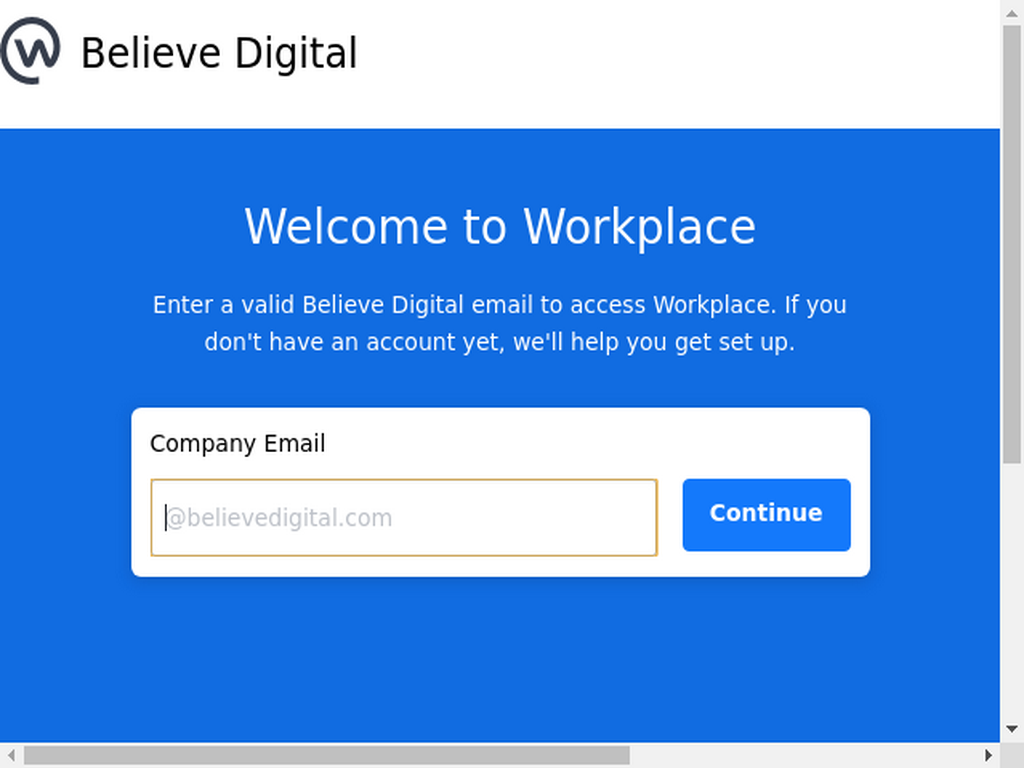 Believe Digital
Welcome to Workplace
Enter a valid Believe Digital email to access Workplace. If you
don't have an account yet, we'll help you get set up.
Company Email
@believedigital.com
Continue